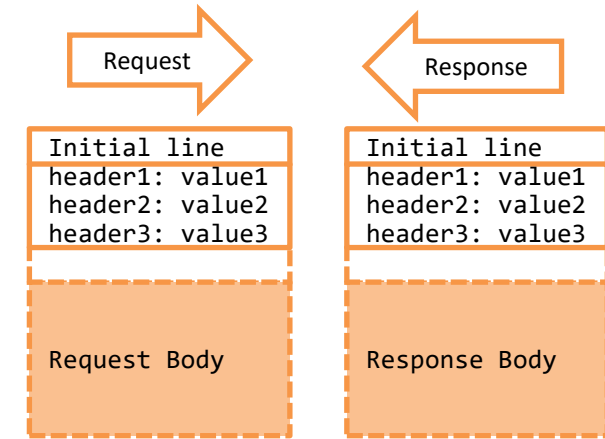 Request
Response
Initial line
header1: value1
header2: value2
header3: value3
Request Body
Initial line
header1: value1
header2: value2
header3: value3
Response Body